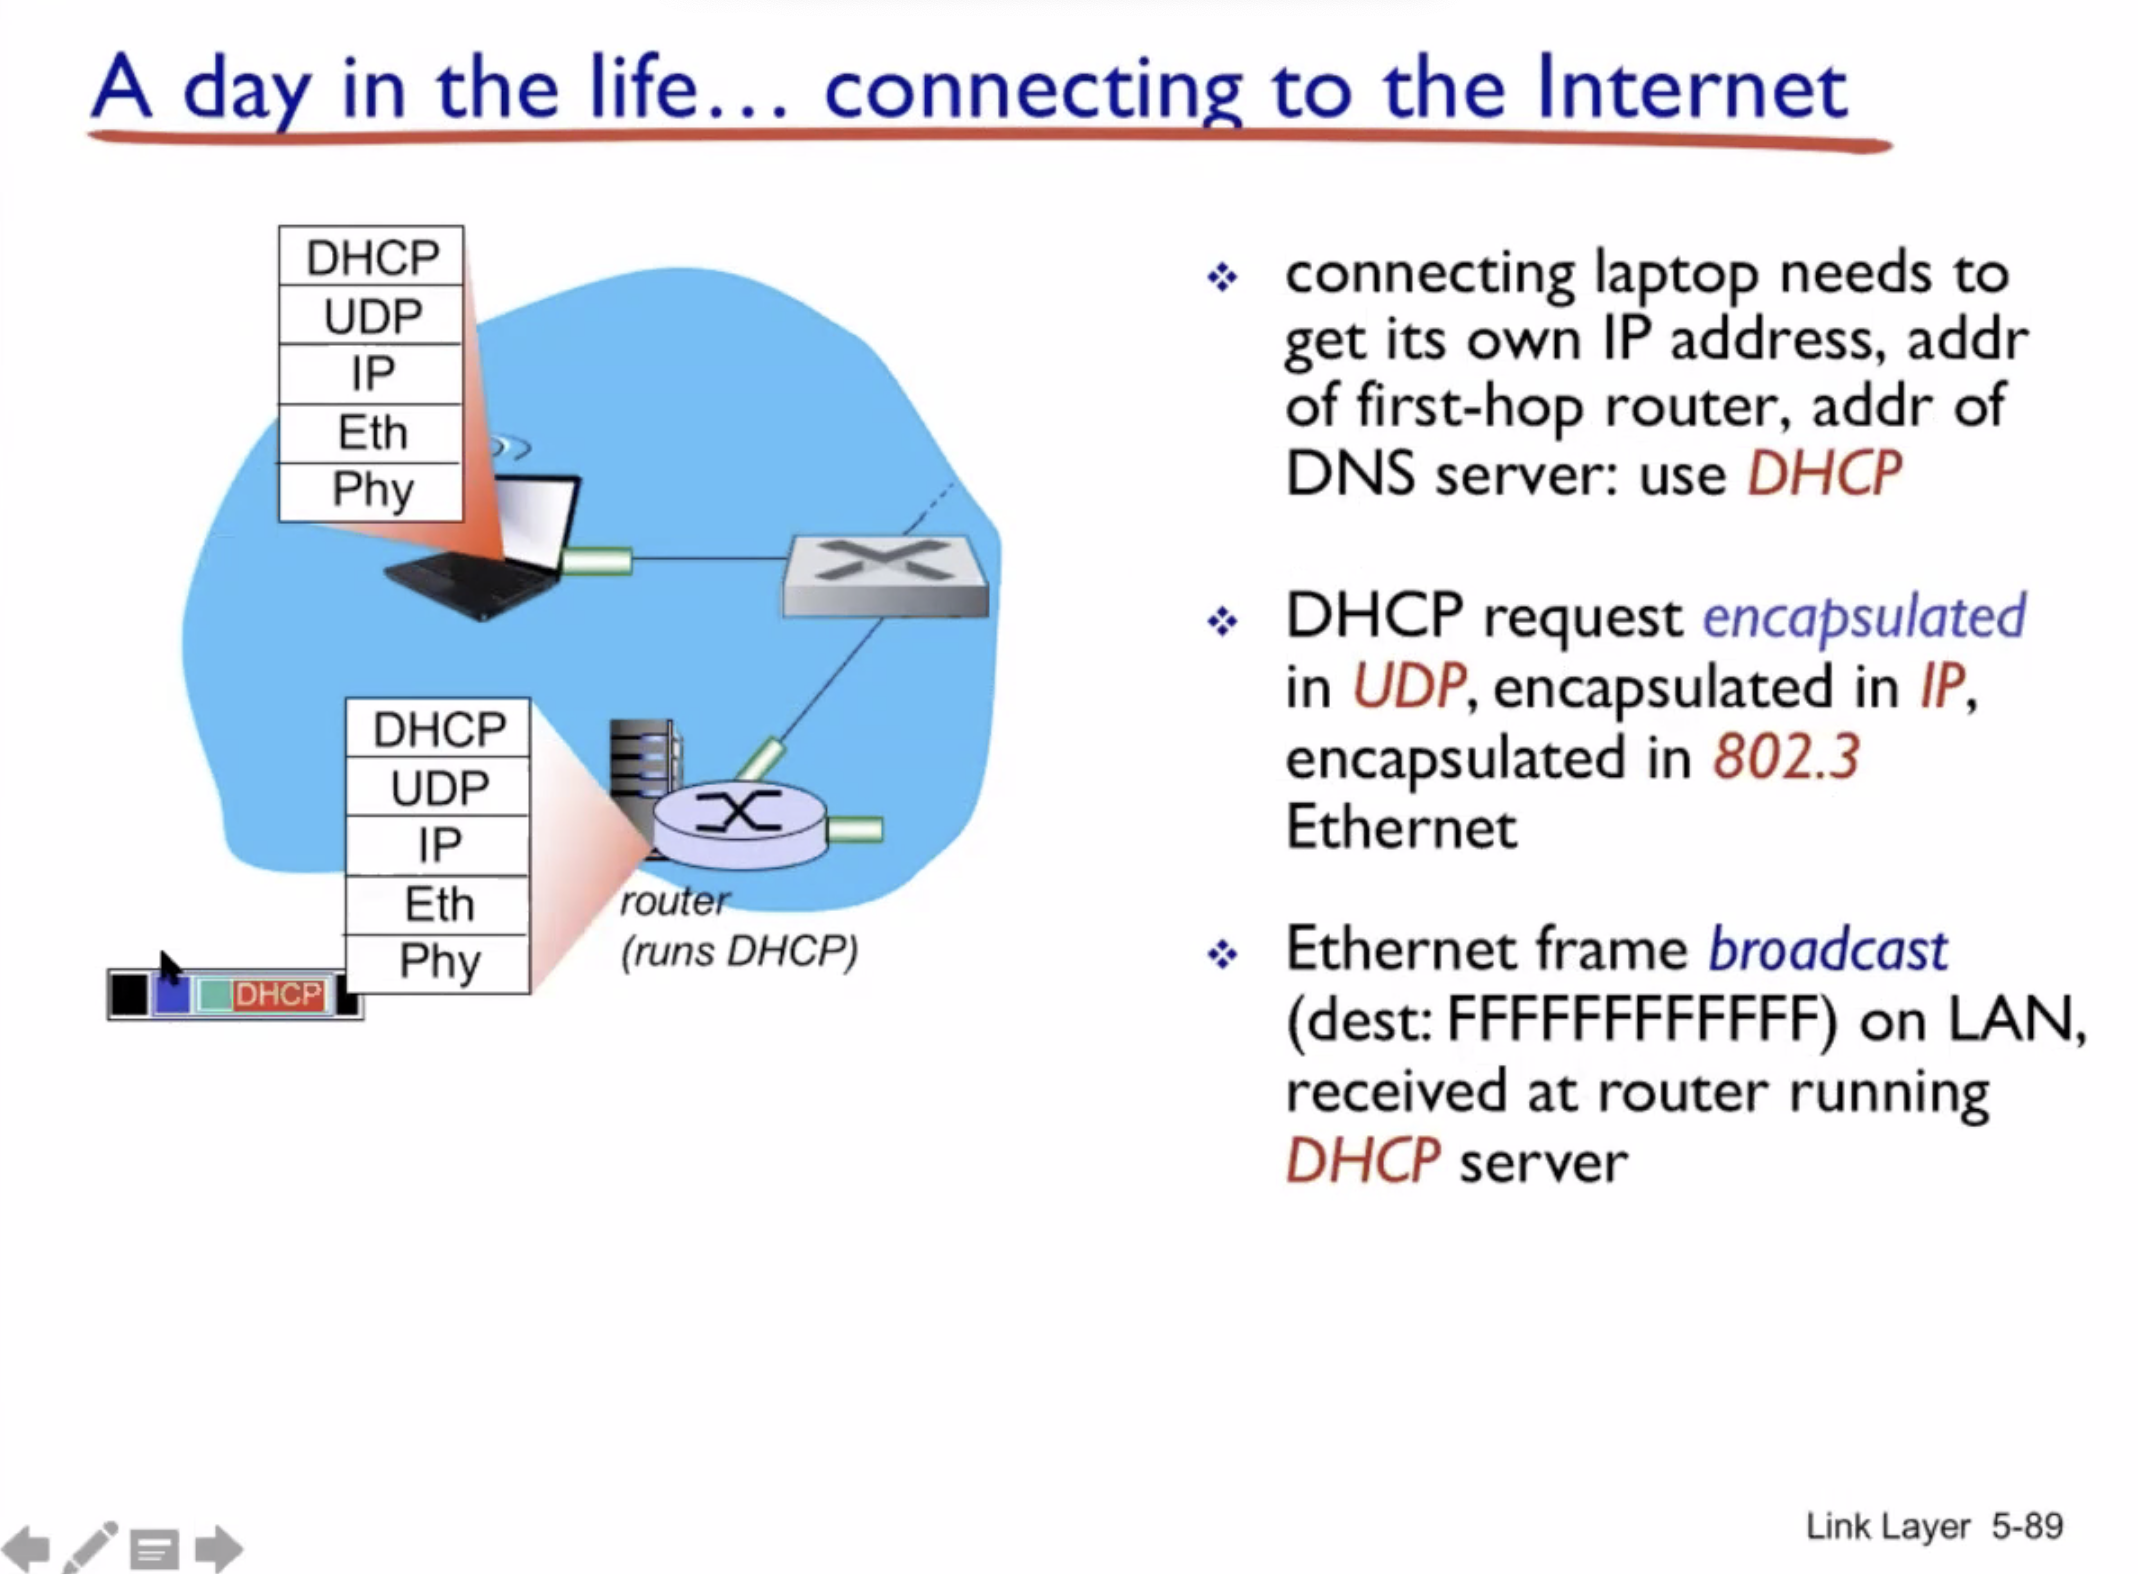 A day in the life… connecting to the Internet
DHCP
UDP
IP
Eth
Phy
DHCP
UDP
IP
Eth
Phy
DHCP
router
(runs DHCP)
connecting laptop needs to
get its own IP address, addr
of first-hop router, addr of
DNS server: use DHCP
DHCP request encapsulated
in UDP, encapsulated in IP,
encapsulated in 802.3
Ethernet
Ethernet frame broadcast
(dest: FFFFFFFFFFFF) on LAN,
received at router running
DHCP server
Link Layer 5-89